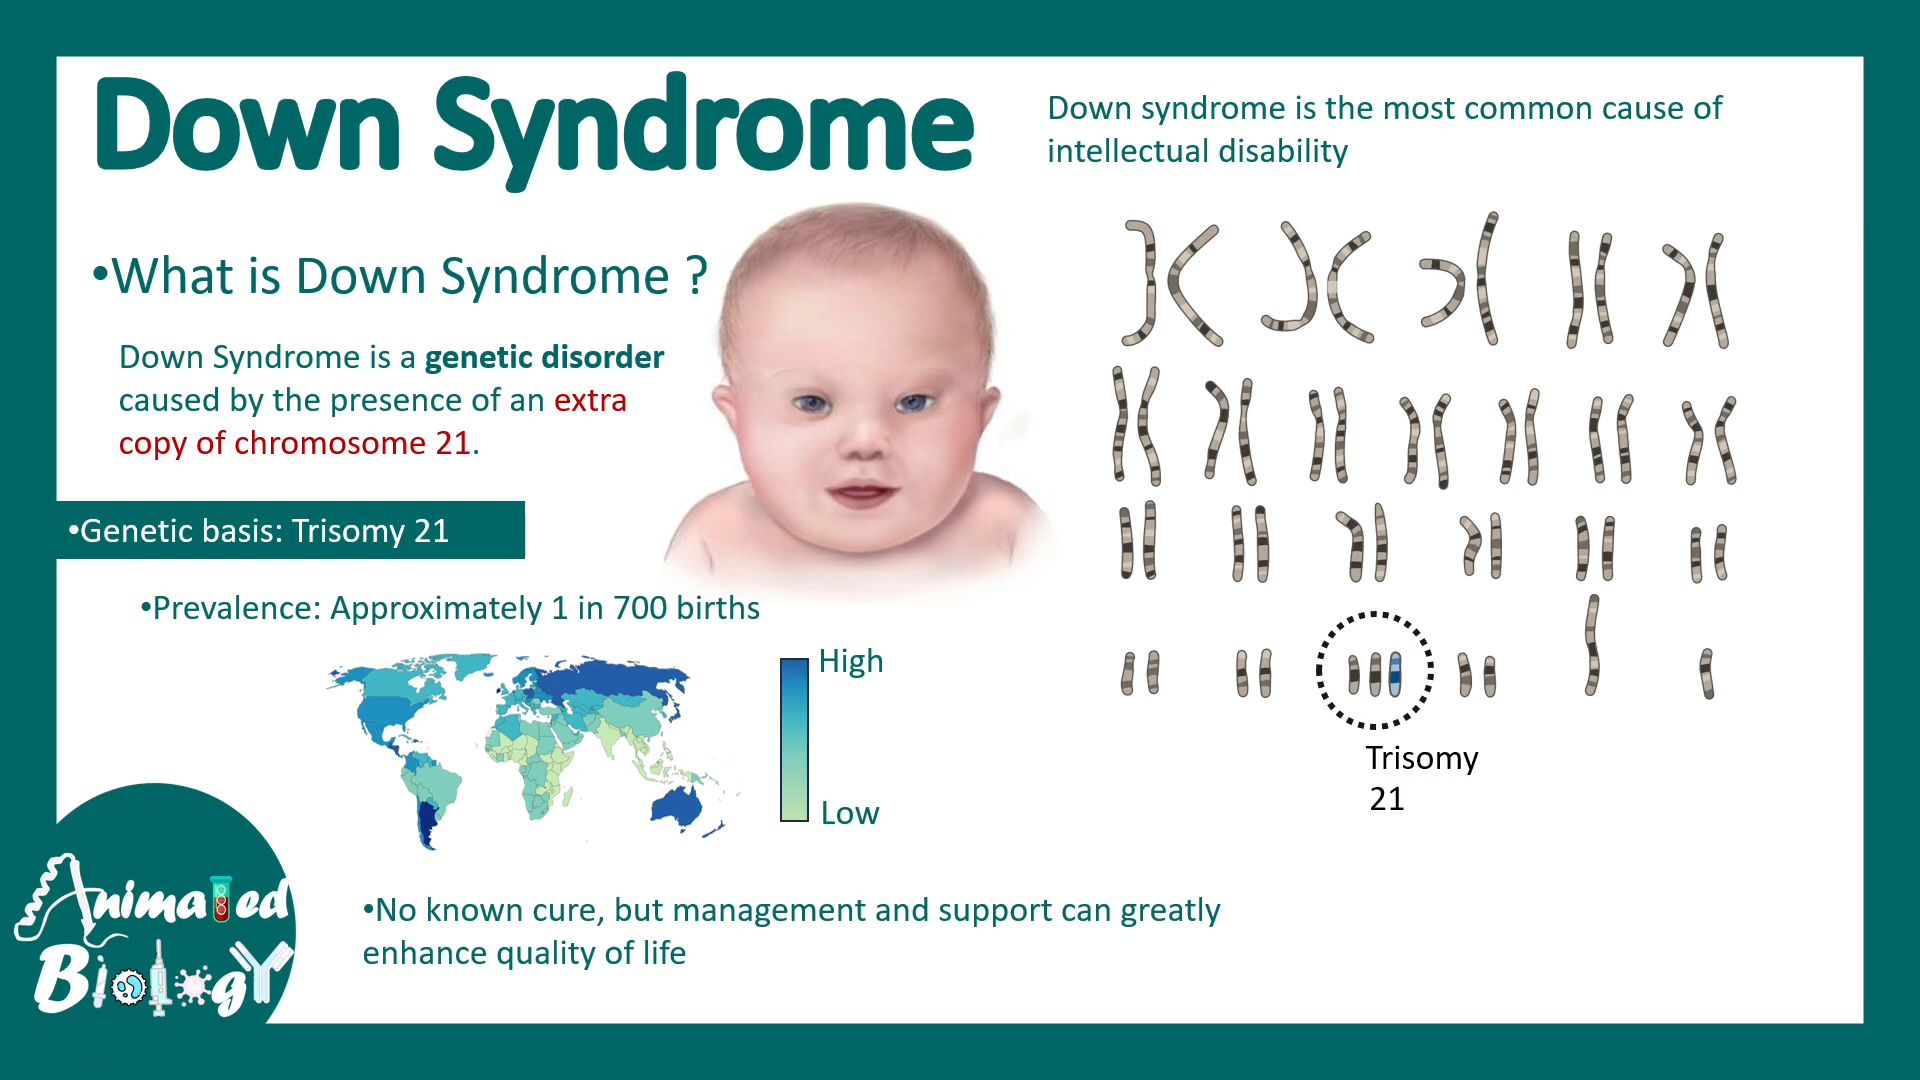 Down Syndrome
Down syndrome is the most common cause of
intellectual disability
•What is Down Syndrome ?
Down Syndrome is a genetic disorder
caused by the presence of an extra
copy of chromosome 21.
•Genetic basis: Trisomy 21
•Prevalence: Approximately 1 in 700 births
High
Low
Trisomy
21
•No known cure, but management and support can greatly
enhance quality of life
Animated
Biology